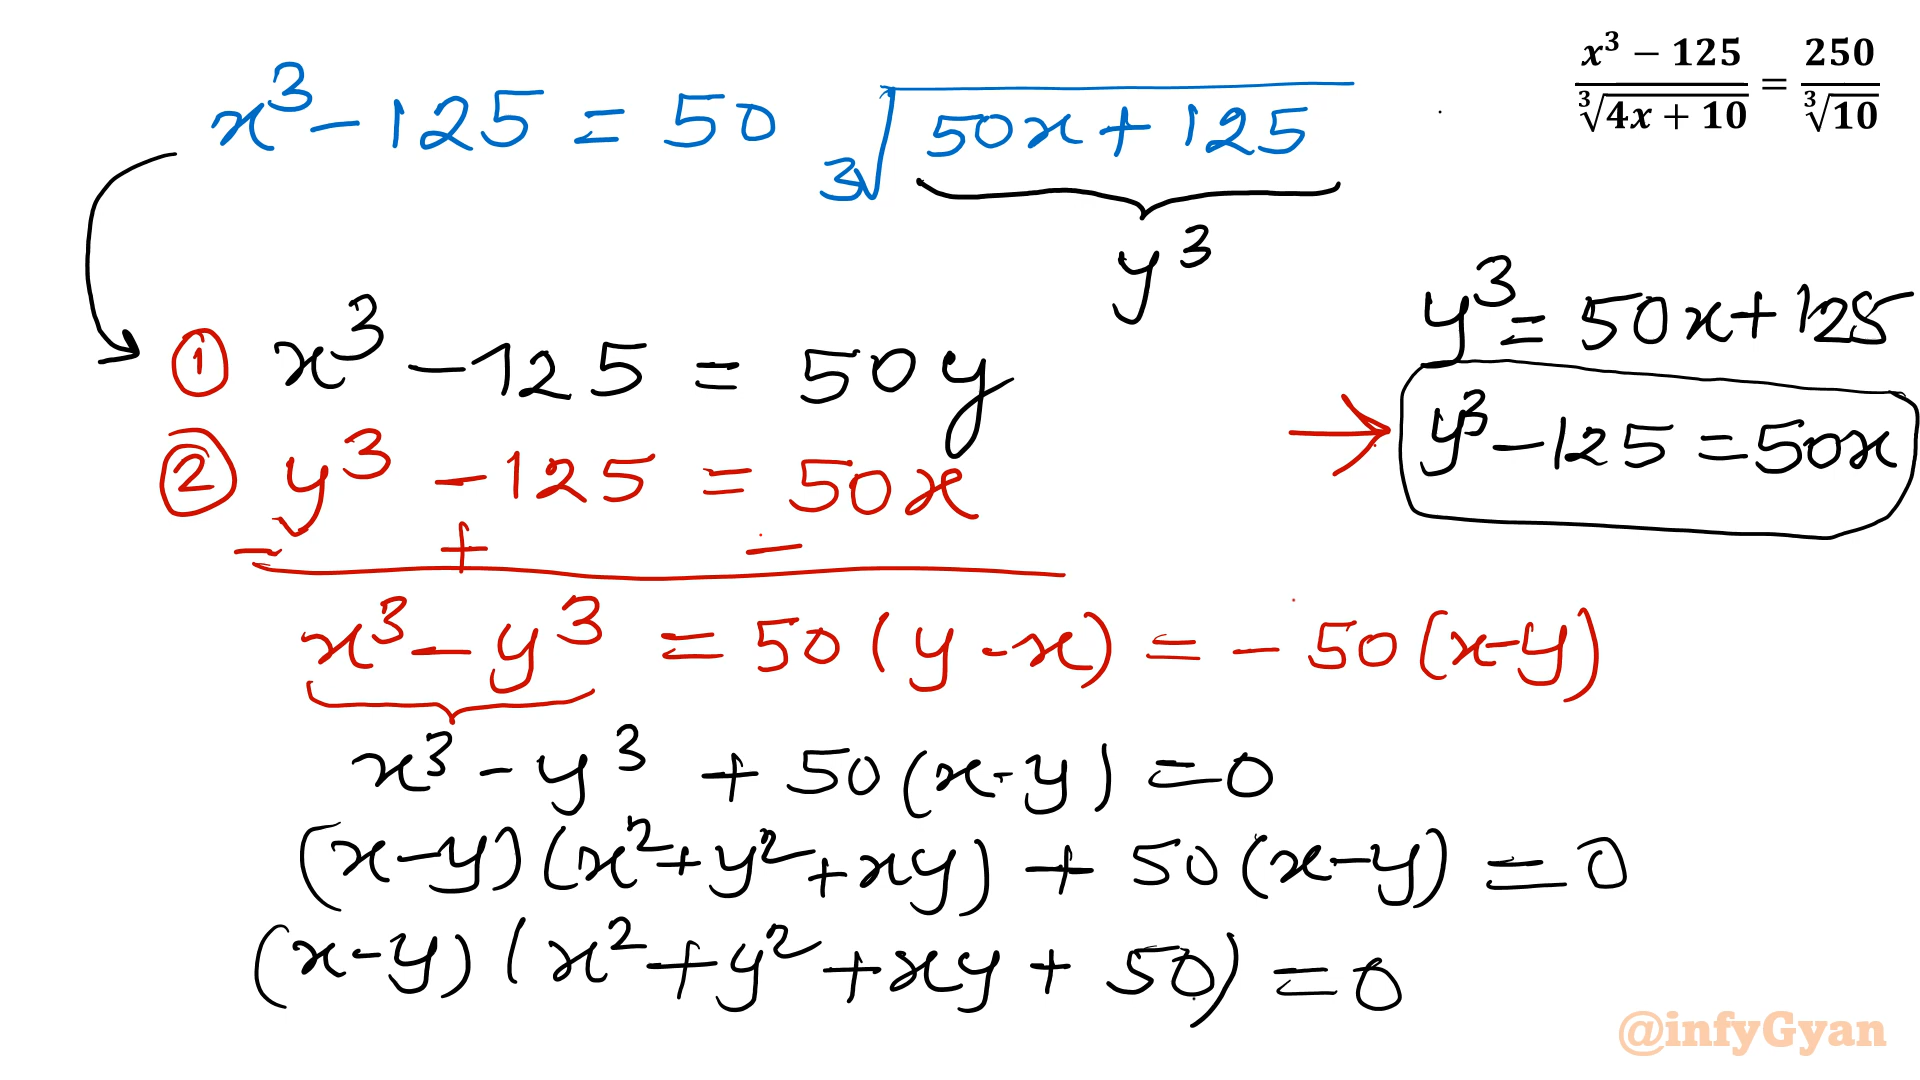 x³ - 125 = 50 ∛(50x + 125)
y³
(x³ - 125)/∛(4x + 10) = 250/∛10
y³ = 50x + 125
→ y³ - 125 = 50x
① x³ - 125 = 50y
② y³ - 125 = 50x
- + -
x³ - y³ = 50(y - x) = - 50(x - y)
x³ - y³ + 50(x - y) = 0
(x - y)(x² + y² + xy) + 50(x - y) = 0
(x - y)(x² + y² + xy + 50) = 0
@infyGyan